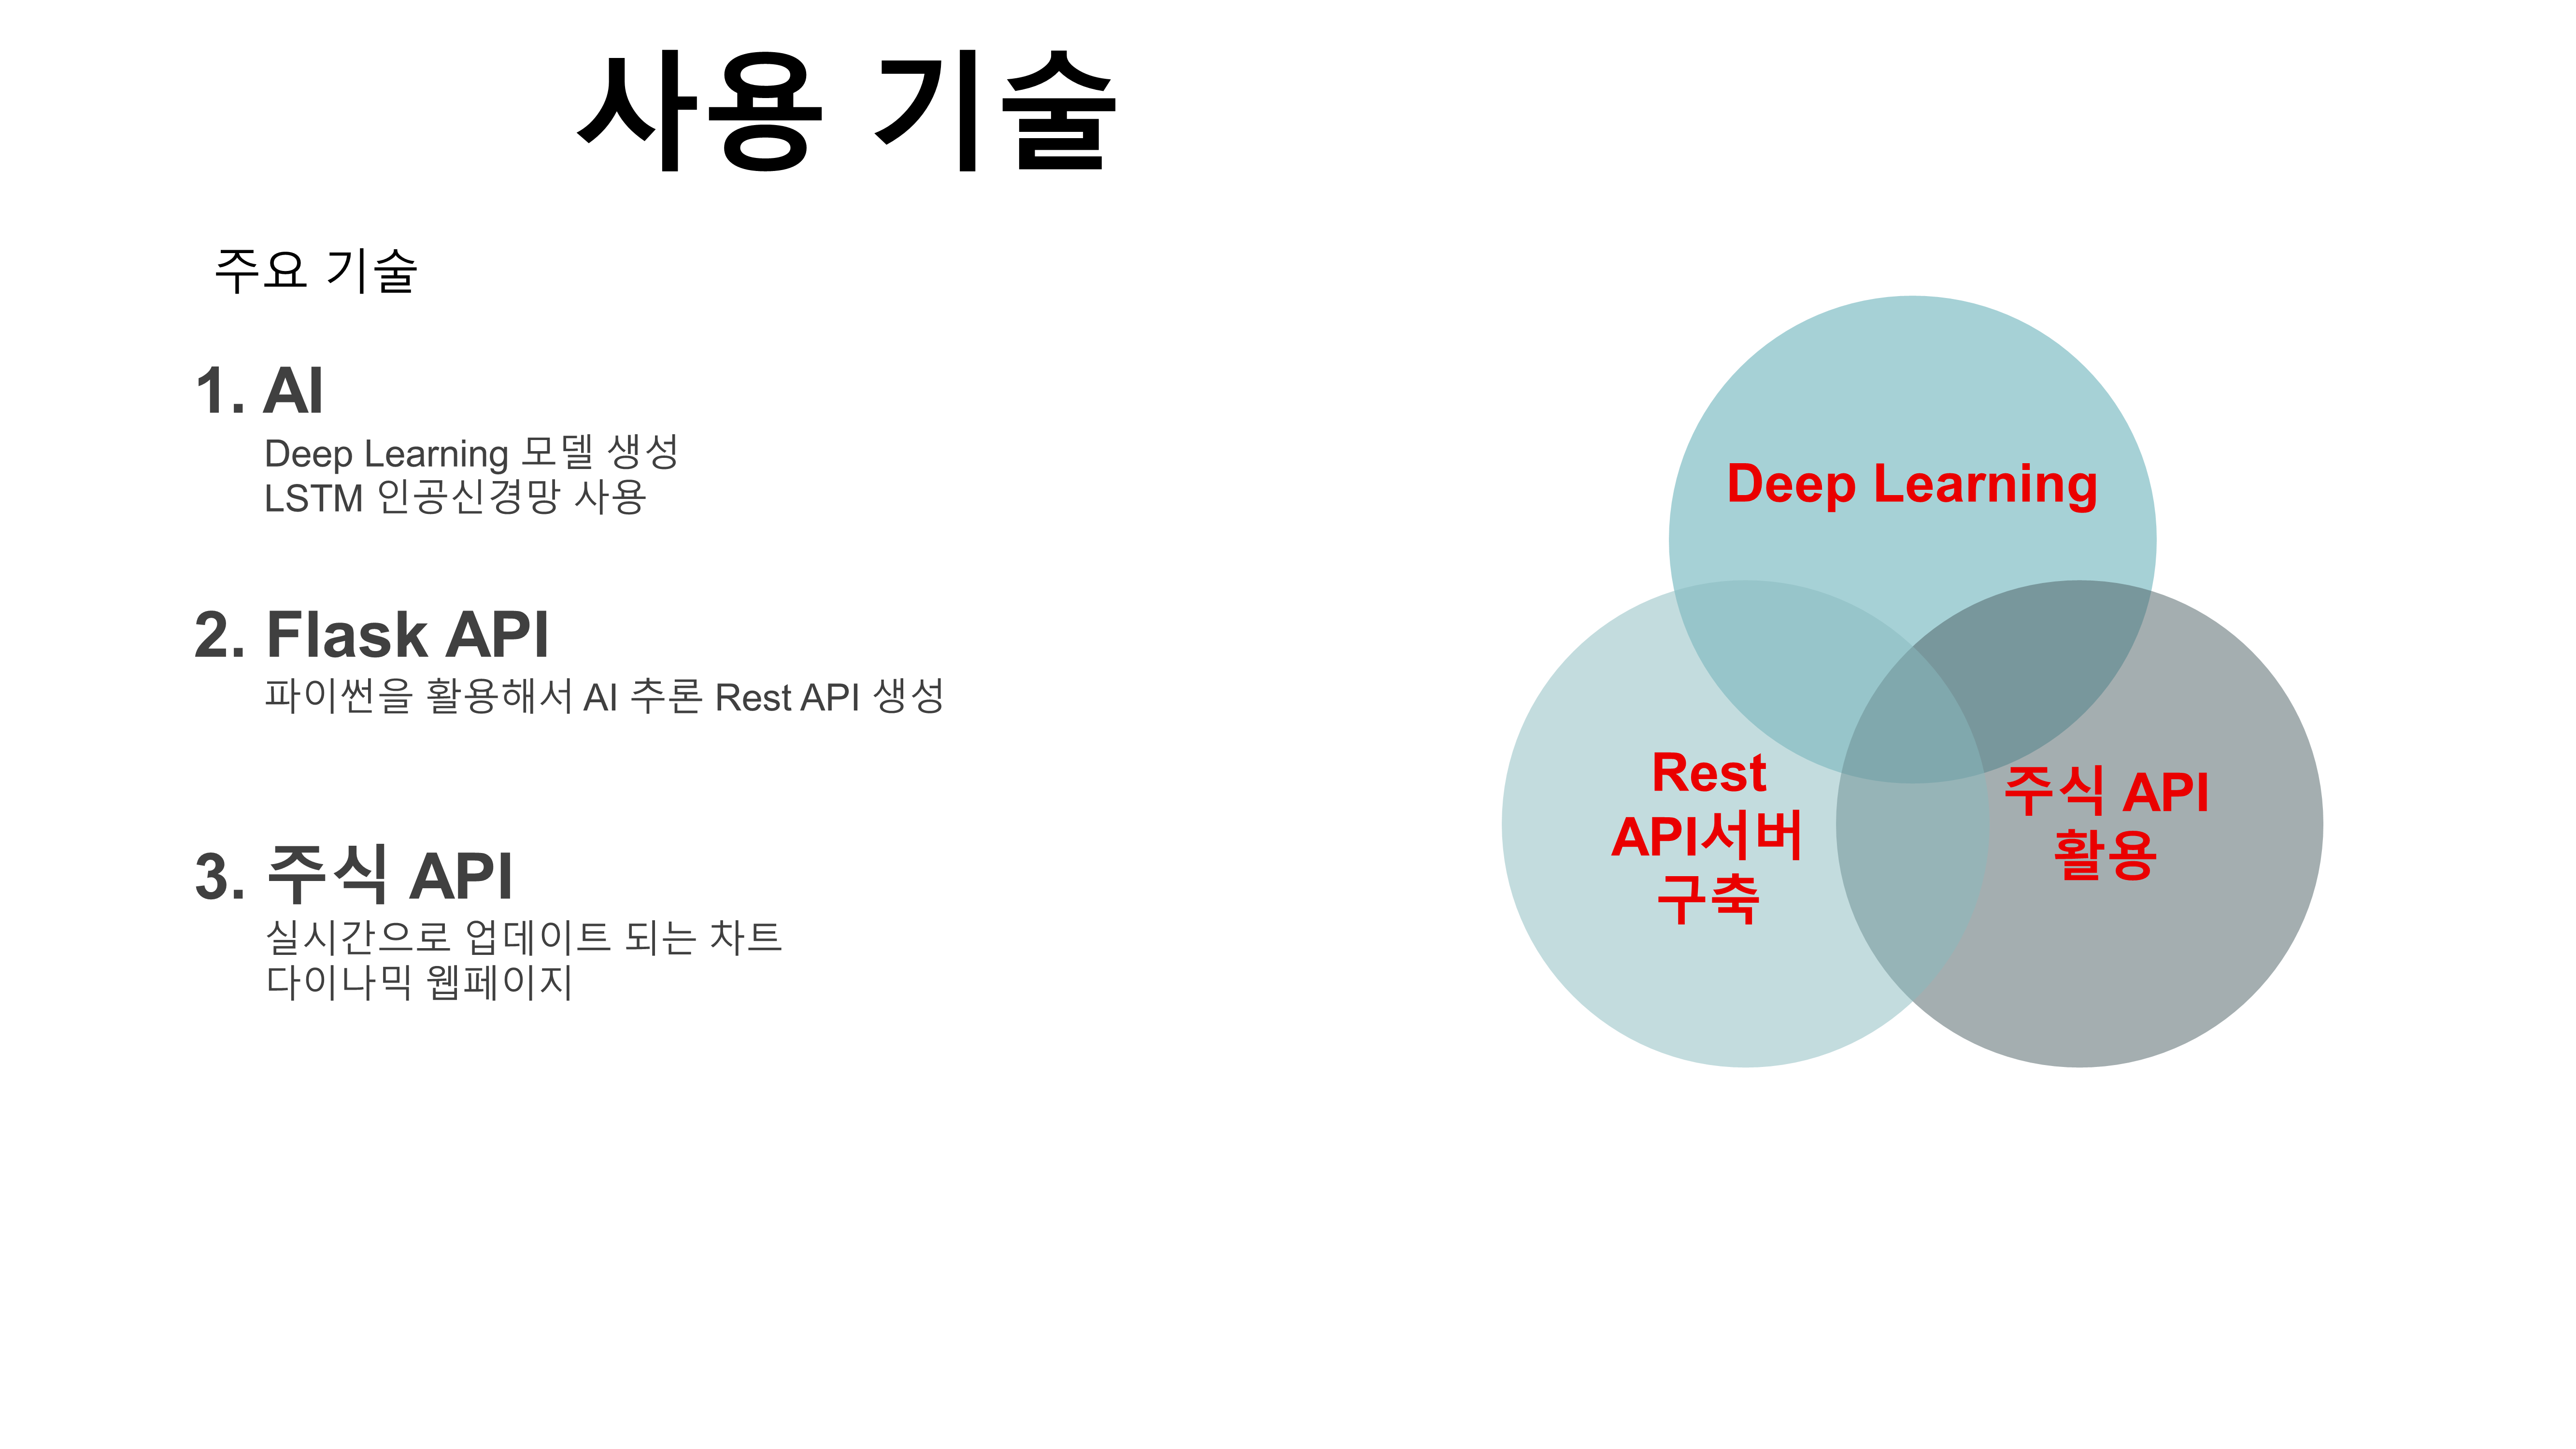 사용 기술
주요 기술
1. AI
Deep Learning 모델 생성
LSTM 인공신경망 사용
2. Flask API
파이썬을 활용해서 AI 추론 Rest API 생성
3. 주식 API
실시간으로 업데이트 되는 차트
다이나믹 웹페이지
Deep Learning
Rest
API서버
구축
주식 API
활용